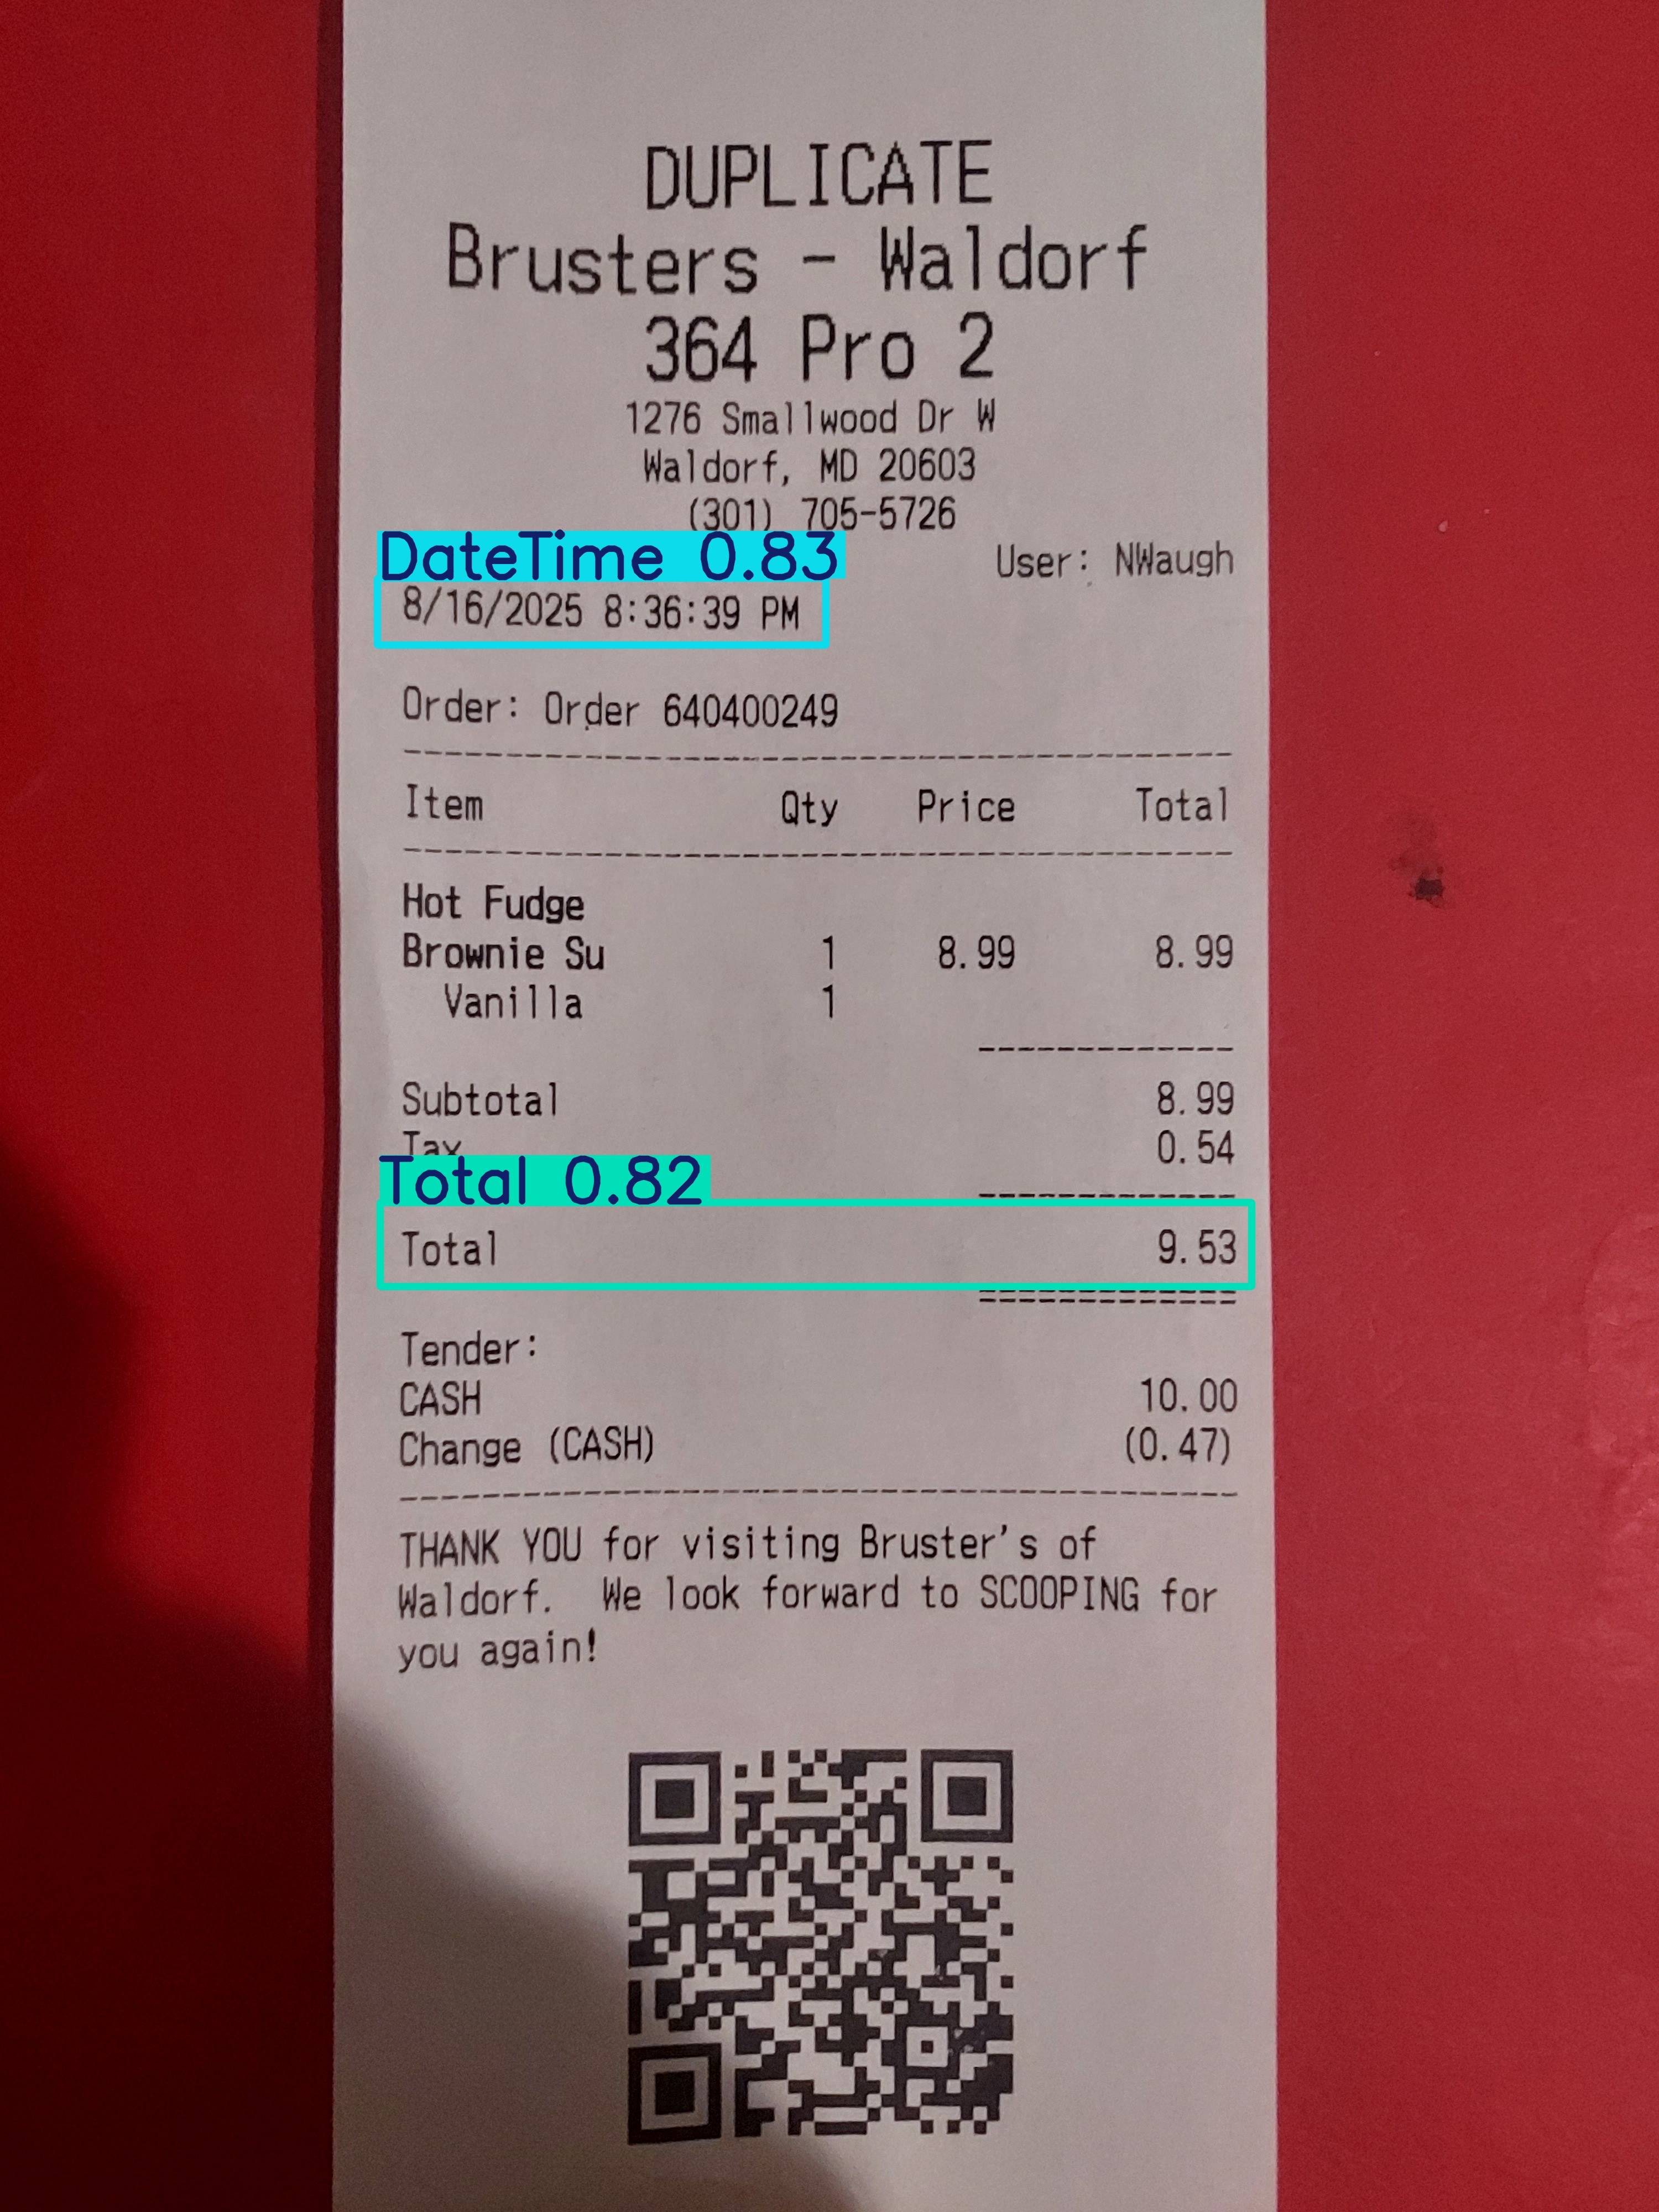 DUPLICATE
Brusters - Waldorf
364 Pro 2
1276 Smallwood Dr W
Waldorf, MD 20603
(301) 705-5726
DateTime 0.83
User: NWaugh
8/16/2025 8:36:39 PM
Order: Order 640400249
Item Qty Price Total
Hot Fudge
Brownie Su 1 8.99 8.99
Vanilla 1
Subtotal 8.99
Tax 0.54
Total 0.82
Total 9.53
Tender:
CASH 10.00
Change (CASH) (0.47)
THANK YOU for visiting Bruster's of
Waldorf. We look forward to SCOOPING for
you again!